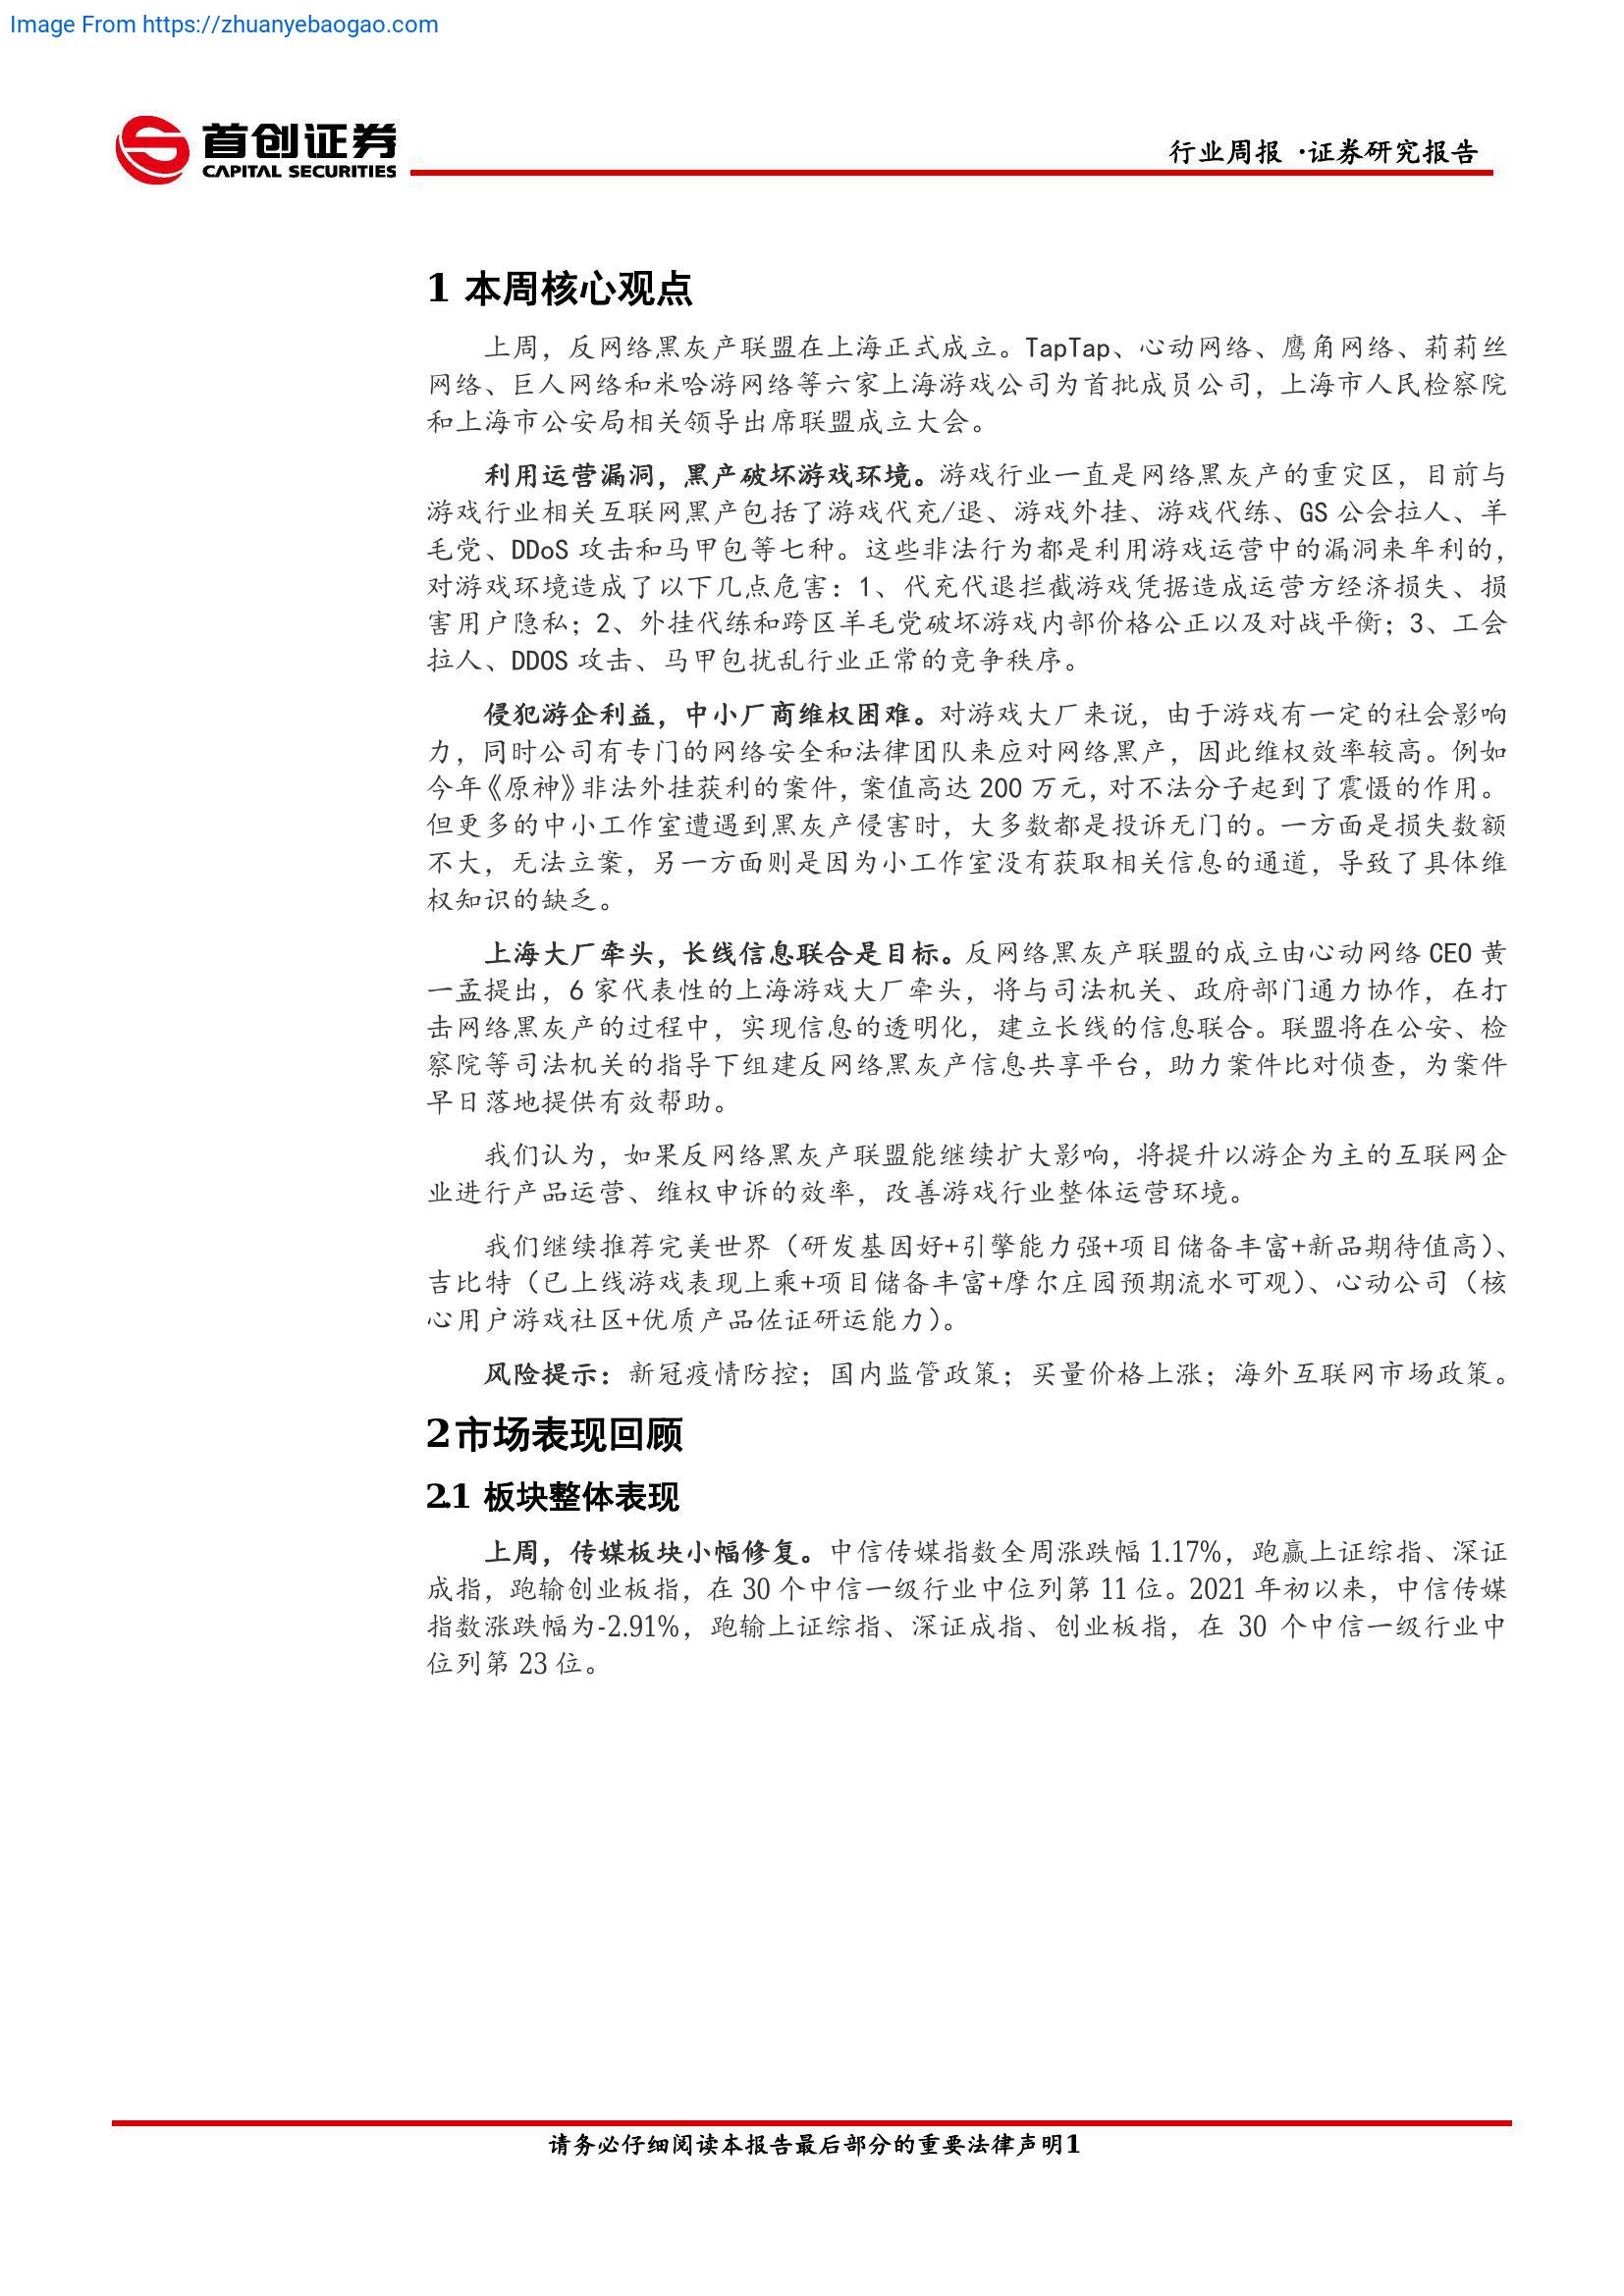 Image From https://zhuanyebaogao.com
首创证券
CAPITAL SECURITIES
行业周报 ·证券研究报告
1 本周核心观点
上周，反网络黑灰产联盟在上海正式成立。TapTap、心动网络、鹰角网络、莉莉丝
网络、巨人网络和米哈游网络等六家上海游戏公司为首批成员公司，上海市人民检察院
和上海市公安局相关领导出席联盟成立大会。
利用运营漏洞，黑产破坏游戏环境。游戏行业一直是网络黑灰产的重灾区，目前与
游戏行业相关互联网黑产包括了游戏代充/退、游戏外挂、游戏代练、GS 公会拉人、羊
毛党、DDoS 攻击和马甲包等七种。这些非法行为都是利用游戏运营中的漏洞来牟利的，
对游戏环境造成了以下几点危害：1、代充代退拦截游戏凭据造成运营方经济损失、损
害用户隐私；2、外挂代练和跨区羊毛党破坏游戏内部价格公正以及对战平衡；3、工会
拉人、DDOS 攻击、马甲包扰乱行业正常的竞争秩序。
侵犯游企利益，中小厂商维权困难。对游戏大厂来说，由于游戏有一定的社会影响
力，同时公司有专门的网络安全和法律团队来应对网络黑产，因此维权效率较高。例如
今年《原神》非法外挂获利的案件，案值高达 200 万元，对不法分子起到了震慑的作用。
但更多的中小工作室遭遇到黑灰产侵害时，大多数都是投诉无门的。一方面是损失数额
不大，无法立案，另一方面则是因为小工作室没有获取相关信息的通道，导致了具体维
权知识的缺乏。
上海大厂牵头，长线信息联合是目标。反网络黑灰产联盟的成立由心动网络 CEO 黄
一孟提出，6 家代表性的上海游戏大厂牵头，将与司法机关、政府部门通力协作，在打
击网络黑灰产的过程中，实现信息的透明化，建立长线的信息联合。联盟将在公安、检
察院等司法机关的指导下组建反网络黑灰产信息共享平台，助力案件比对侦查，为案件
早日落地提供有效帮助。
我们认为，如果反网络黑灰产联盟能继续扩大影响，将提升以游企为主的互联网企
业进行产品运营、维权申诉的效率，改善游戏行业整体运营环境。
我们继续推荐完美世界（研发基因好+引擎能力强+项目储备丰富+新品期待值高）、
吉比特（已上线游戏表现上乘+项目储备丰富+摩尔庄园预期流水可观）、心动公司（核
心用户游戏社区+优质产品佐证研运能力）。
风险提示：新冠疫情防控；国内监管政策；买量价格上涨；海外互联网市场政策。
2 市场表现回顾
2.1 板块整体表现
上周，传媒板块小幅修复。中信传媒指数全周涨跌幅 1.17%，跑赢上证综指、深证
成指，跑输创业板指，在 30 个中信一级行业中位列第 11 位。2021 年初以来，中信传媒
指数涨跌幅为-2.91%，跑输上证综指、深证成指、创业板指，在 30 个中信一级行业中
位列第 23 位。
请务必仔细阅读本报告最后部分的重要法律声明1